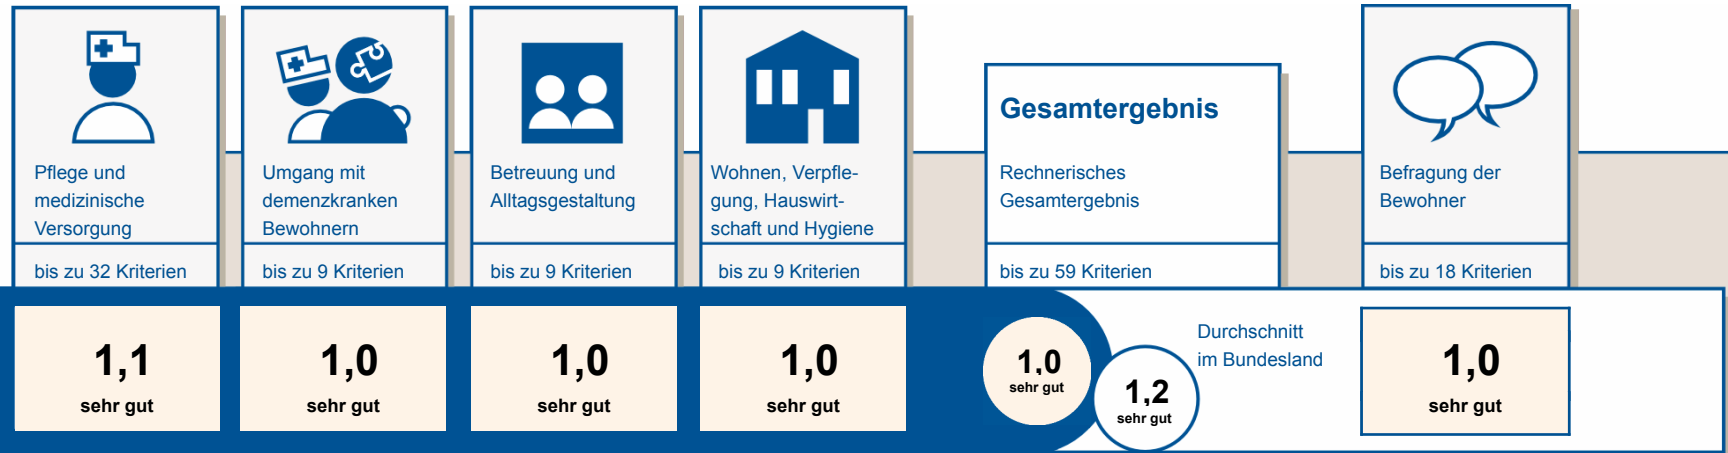 Pflege und
medizinische
Versorgung
bis zu 32 Kriterien
1,1
sehr gut
Umgang mit
demenzkranken
Bewohnern
bis zu 9 Kriterien
1,0
sehr gut
Betreuung und
Alltagsgestaltung
bis zu 9 Kriterien
1,0
sehr gut
Wohnen, Verpfle-
gung, Hauswirt-
schaft und Hygiene
bis zu 9 Kriterien
1,0
sehr gut
Gesamtergebnis
Rechnerisches
Gesamtergebnis
bis zu 59 Kriterien
1,0
sehr gut
1,2
sehr gut
Durchschnitt
im Bundesland
Befragung der
Bewohner
bis zu 18 Kriterien
1,0
sehr gut